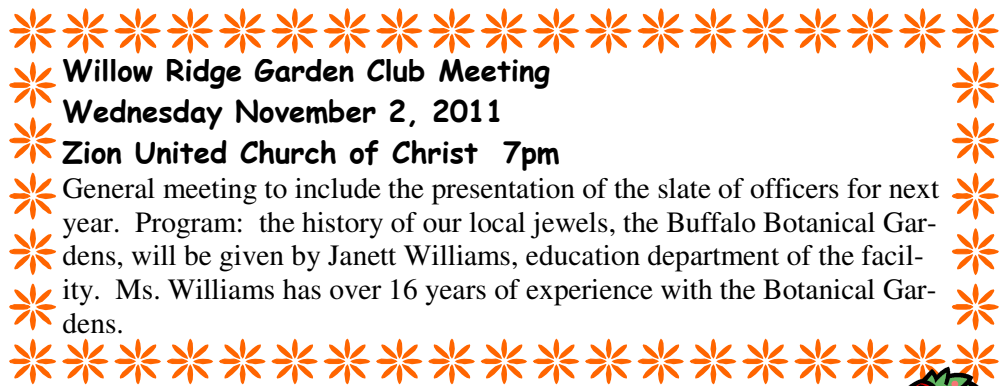 Willow Ridge Garden Club Meeting
Wednesday November 2, 2011
Zion United Church of Christ  7pm
General meeting to include the presentation of the slate of officers for next
year.  Program:  the history of our local jewels, the Buffalo Botanical Gar-
dens, will be given by Janett Williams, education department of the facil-
ity.  Ms. Williams has over 16 years of experience with the Botanical Gar-
dens.